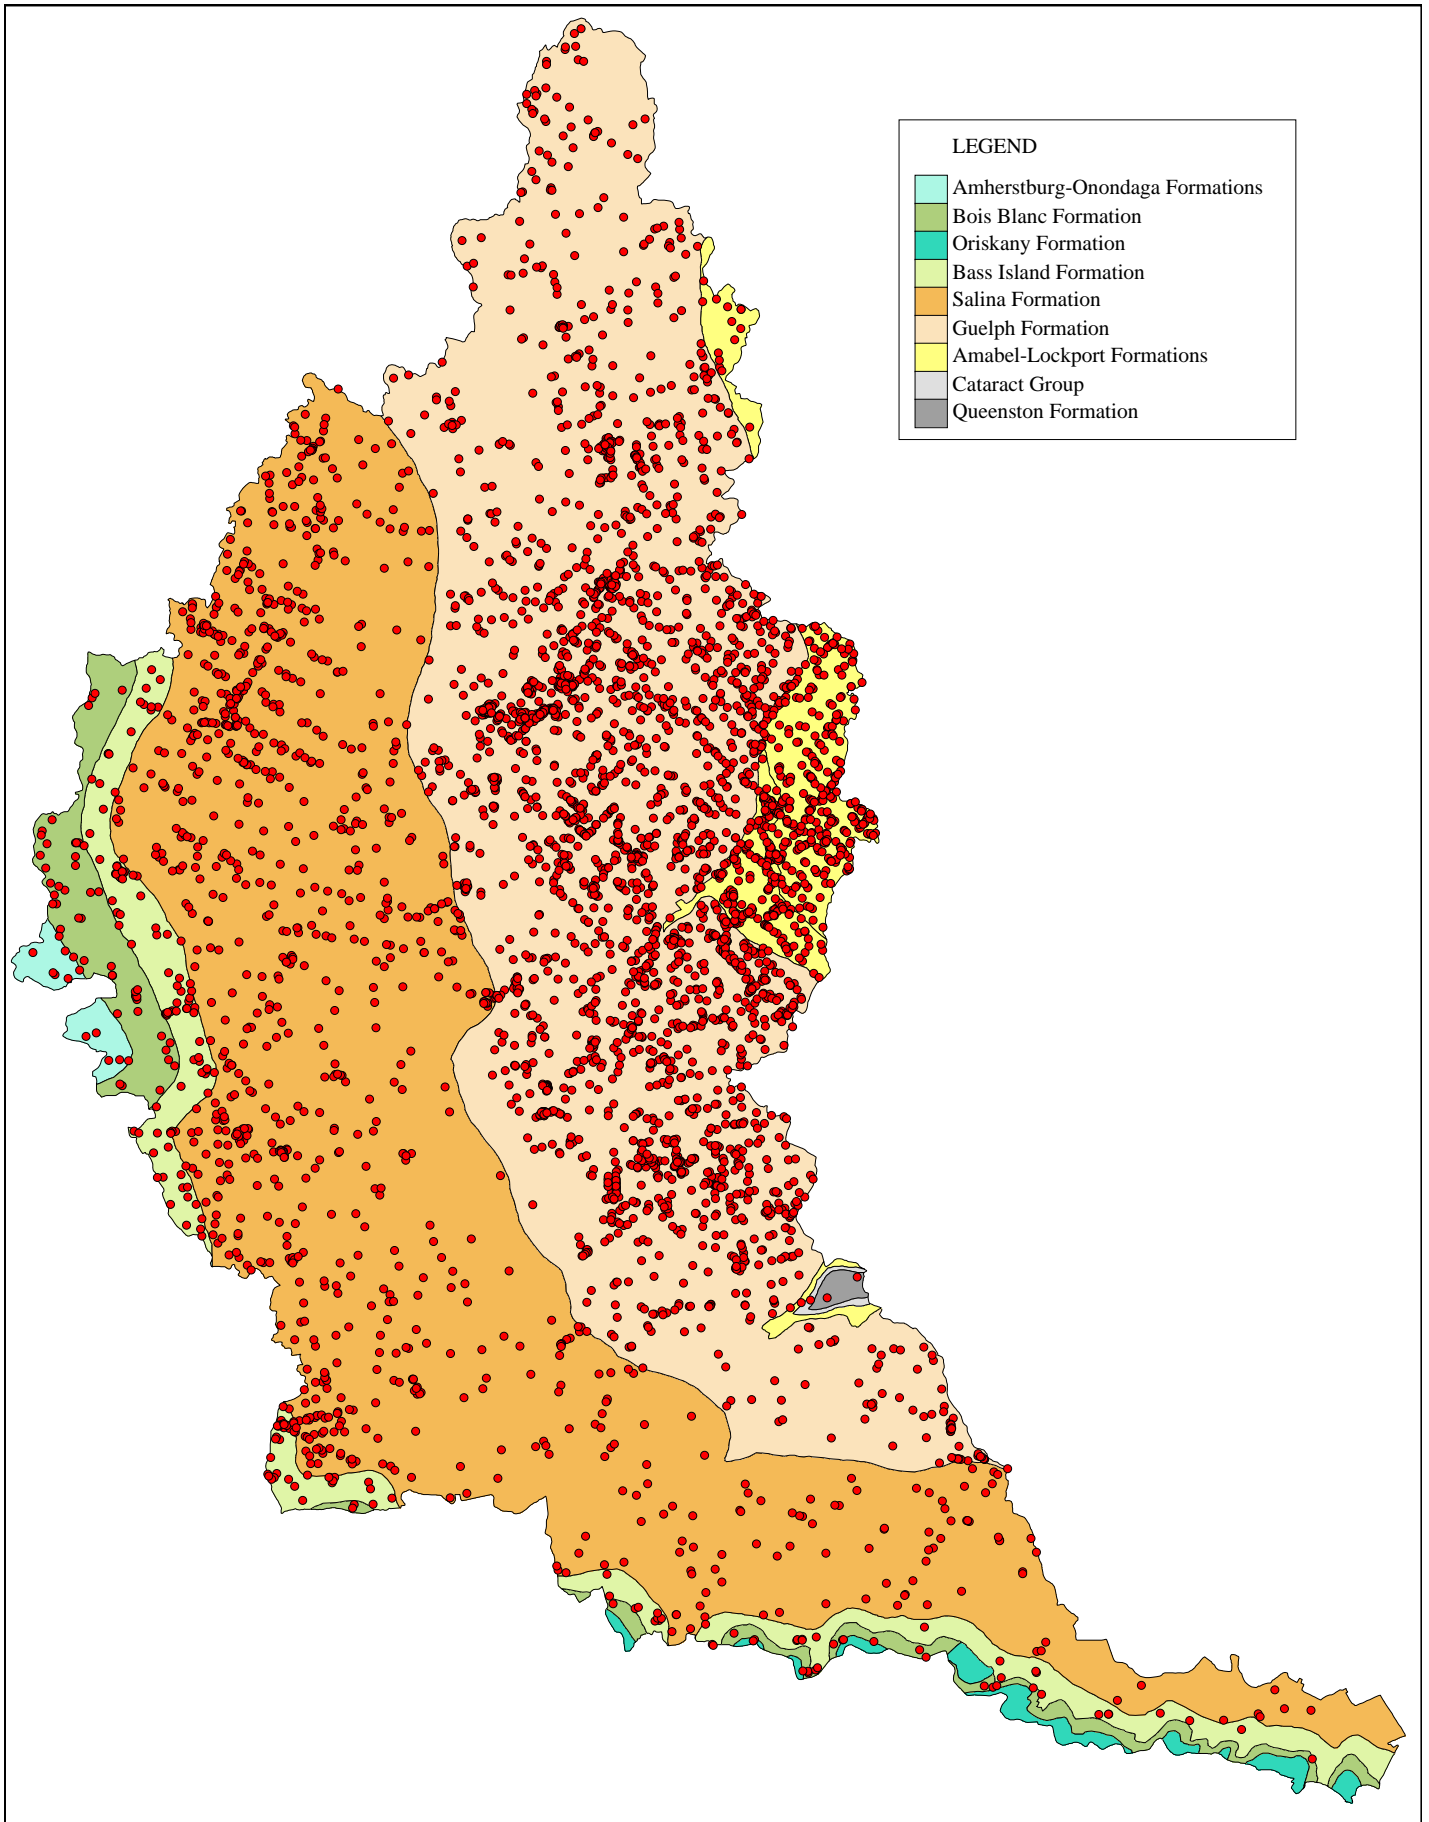 LEGEND
Amherstburg-Onondaga Formations
Bois Blanc Formation
Oriskany Formation
Bass Island Formation
Salina Formation
Guelph Formation
Amabel-Lockport Formations
Cataract Group
Queenston Formation